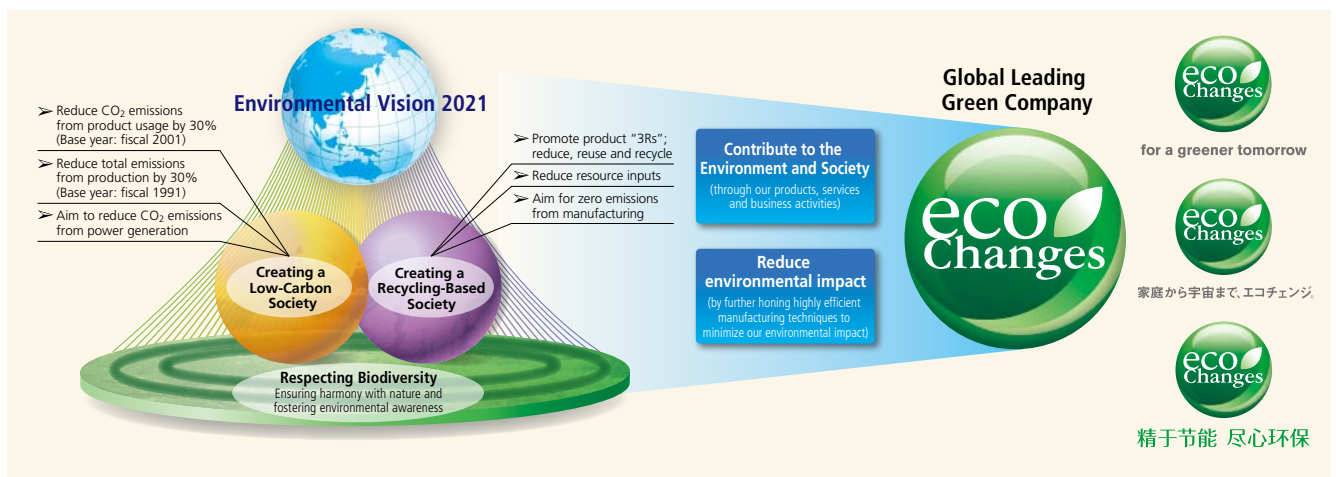 Environmental Vision 2021
➢ Reduce CO₂ emissions
from product usage by 30%
(Base year: fiscal 2001)
➢ Reduce total emissions
from production by 30%
(Base year: fiscal 1991)
➢ Aim to reduce CO₂ emissions
from power generation
➢ Promote product “3Rs”;
reduce, reuse and recycle
➢ Reduce resource inputs
➢ Aim for zero emissions
from manufacturing
Creating a
Low-Carbon
Society
Creating a
Recycling-Based
Society
Respecting Biodiversity
Ensuring harmony with nature and
fostering environmental awareness
Contribute to the
Environment and Society
(through our products, services
and business activities)
Reduce
environmental impact
(by further honing highly efficient
manufacturing techniques to
minimize our environmental impact)
Global Leading
Green Company
eco
Changes
eco
Changes
for a greener tomorrow
eco
Changes
家庭から宇宙まで、エコチェンジ。
eco
Changes
精于节能 尽心环保